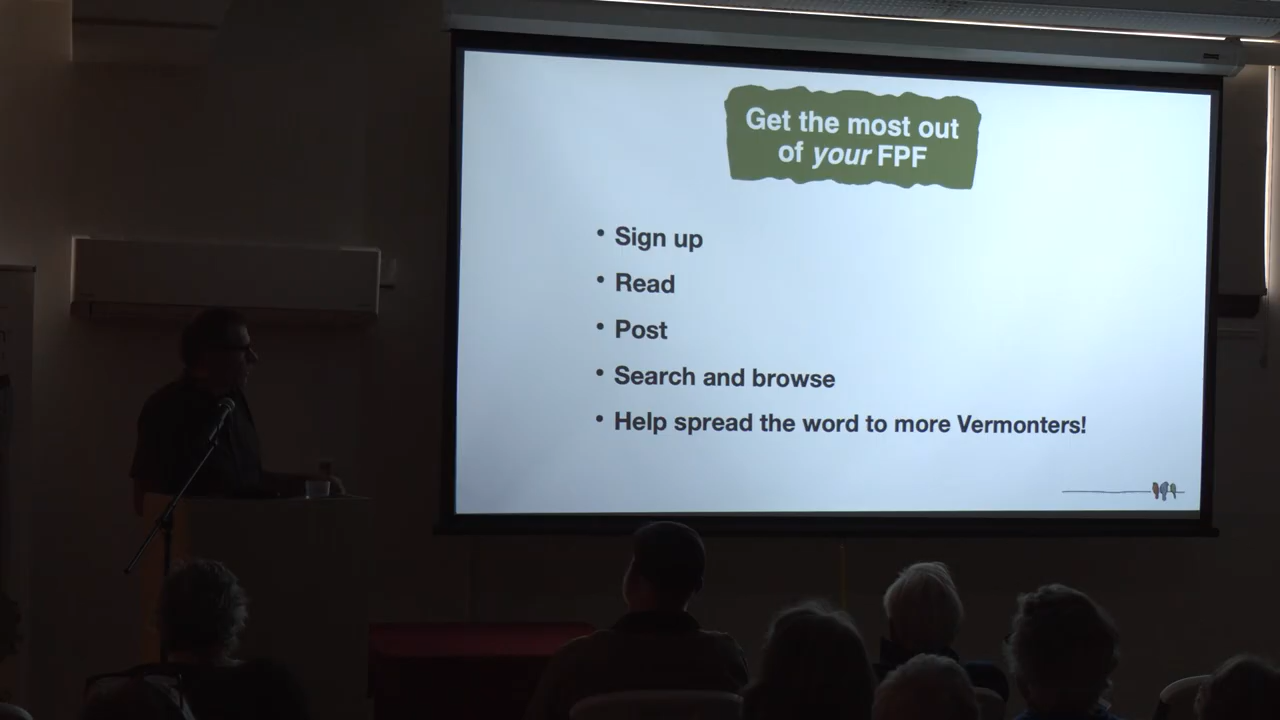 Get the most out
of your FPF
• Sign up
• Read
• Post
• Search and browse
• Help spread the word to more Vermonters!